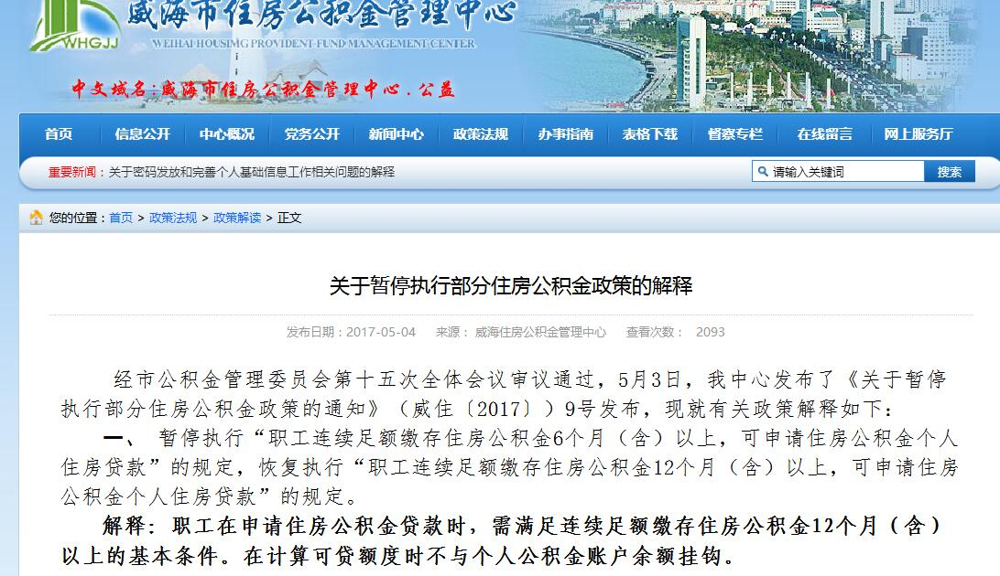 威海市住房公积金管理中心
WHGJJ
WEIHAI HOUSIMG PROVIDENT FUND MANAGEMENT CENTER
中文域名:威海市住房公积金管理中心.公益
首页 信息公开 中心概况 党务公开 新闻中心 政策法规 办事指南 表格下载 督察专栏 在线留言 网上服务厅
重要新闻：关于密码发放和完善个人基础信息工作相关问题的解释 请输入关键词 搜索
您的位置：首页 > 政策法规 > 政策解读 > 正文
关于暂停执行部分住房公积金政策的解释
发布日期：2017-05-04 来源： 威海住房公积金管理中心 查看次数： 2093
经市公积金管理委员会第十五次全体会议审议通过，5月3日，我中心发布了《关于暂停
执行部分住房公积金政策的通知》（威住〔2017〕）9号发布，现就有关政策解释如下：
一、 暂停执行“职工连续足额缴存住房公积金6个月（含）以上，可申请住房公积金个人
住房贷款”的规定，恢复执行“职工连续足额缴存住房公积金12个月（含）以上，可申请住房
公积金个人住房贷款”的规定。
解释：职工在申请住房公积金贷款时，需满足连续足额缴存住房公积金12个月（含）
以上的基本条件。在计算可贷额度时不与个人公积金账户余额挂钩。